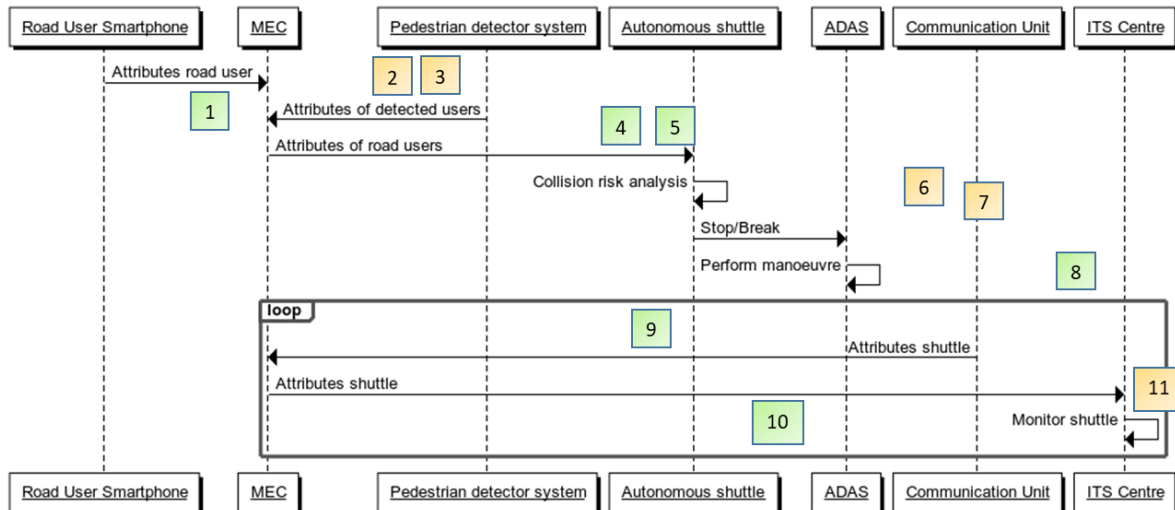 Road User Smartphone MEC Pedestrian detector system Autonomous shuttle ADAS Communication Unit ITS Centre
Attributes road user 2 3
1 Attributes of detected users
4 5
Attributes of road users
Collision risk analysis 6 7
Stop/Break
Perform manoeuvre 8
loop
9
Attributes shuttle
Attributes shuttle 11
10 Monitor shuttle
Road User Smartphone MEC Pedestrian detector system Autonomous shuttle ADAS Communication Unit ITS Centre